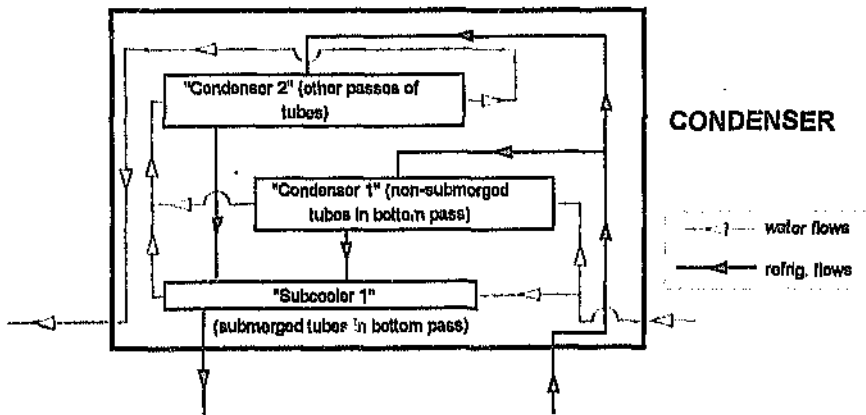 "Condenser 2" (other passes of
tubes)
CONDENSER
"Condenser 1" (non-submerged
tubes in bottom pass)
water flows
refrig. flows
"Subcooler 1"
(submerged tubes in bottom pass)